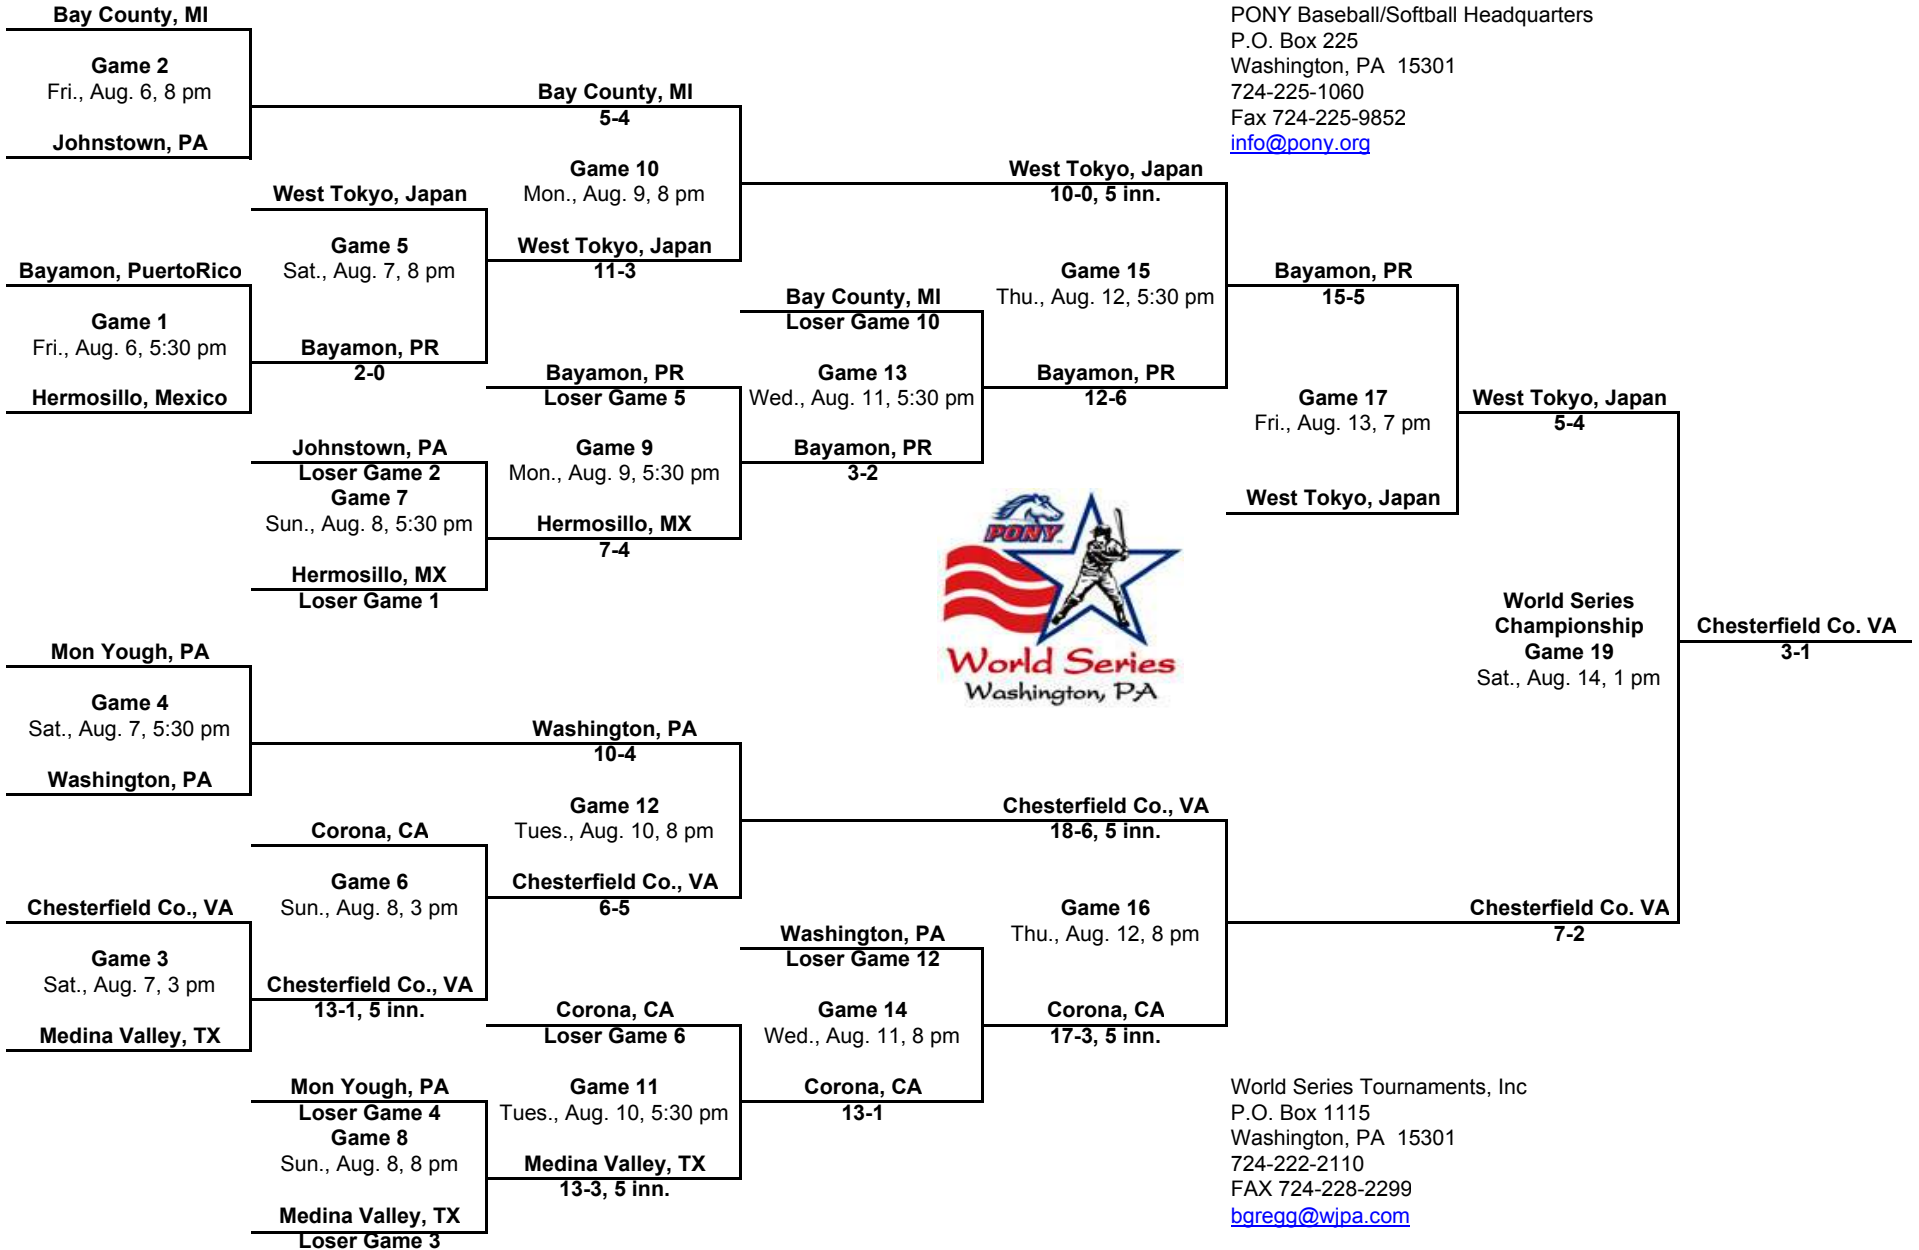 Bay County, MI
Game 2
Fri., Aug. 6, 8 pm
Johnstown, PA
Bayamon, PuertoRico
Game 1
Fri., Aug. 6, 5:30 pm
Hermosillo, Mexico
Mon Yough, PA
Game 4
Sat., Aug. 7, 5:30 pm
Washington, PA
Chesterfield Co., VA
Game 3
Sat., Aug. 7, 3 pm
Medina Valley, TX
West Tokyo, Japan
Game 5
Sat., Aug. 7, 8 pm
Bayamon, PR
2-0
Johnstown, PA
Loser Game 2
Game 7
Sun., Aug. 8, 5:30 pm
Hermosillo, MX
Loser Game 1
Corona, CA
Game 6
Sun., Aug. 8, 3 pm
Chesterfield Co., VA
13-1, 5 inn.
Mon Yough, PA
Loser Game 4
Game 8
Sun., Aug. 8, 8 pm
Medina Valley, TX
Loser Game 3
Bay County, MI
5-4
Game 10
Mon., Aug. 9, 8 pm
West Tokyo, Japan
11-3
Bayamon, PR
Loser Game 5
Game 9
Mon., Aug. 9, 5:30 pm
Hermosillo, MX
7-4
Washington, PA
10-4
Game 12
Tues., Aug. 10, 8 pm
Chesterfield Co., VA
6-5
Corona, CA
Loser Game 6
Game 11
Tues., Aug. 10, 5:30 pm
Medina Valley, TX
13-3, 5 inn.
Bay County, MI
Loser Game 10
Game 13
Wed., Aug. 11, 5:30 pm
Bayamon, PR
3-2
Washington, PA
Loser Game 12
Game 14
Wed., Aug. 11, 8 pm
Corona, CA
13-1
West Tokyo, Japan
10-0, 5 inn.
Game 15
Thu., Aug. 12, 5:30 pm
Bayamon, PR
12-6
PONY
World Series
Washington, PA
Chesterfield Co., VA
18-6, 5 inn.
Game 16
Thu., Aug. 12, 8 pm
Corona, CA
17-3, 5 inn.
PONY Baseball/Softball Headquarters
P.O. Box 225
Washington, PA 15301
724-225-1060
Fax 724-225-9852
info@pony.org
Bayamon, PR
15-5
Game 17
Fri., Aug. 13, 7 pm
West Tokyo, Japan
West Tokyo, Japan
5-4
World Series
Championship
Game 19
Sat., Aug. 14, 1 pm
Chesterfield Co. VA
7-2
Chesterfield Co. VA
3-1
World Series Tournaments, Inc
P.O. Box 1115
Washington, PA 15301
724-222-2110
FAX 724-228-2299
bgregg@wjpa.com